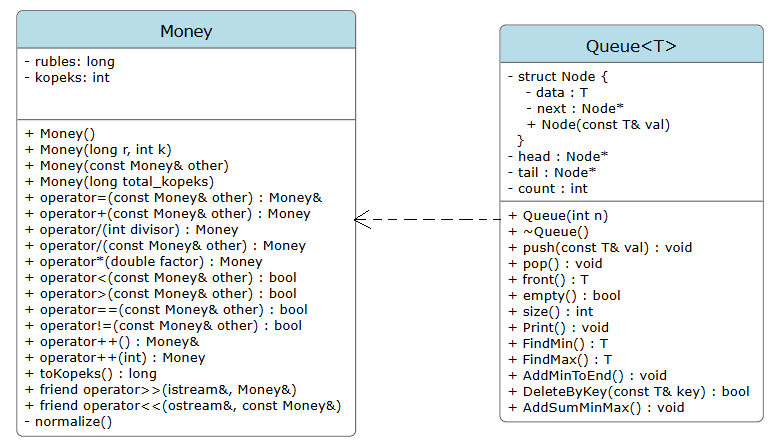 Money
- rubles: long
- kopeks: int
+ Money()
+ Money(long r, int k)
+ Money(const Money& other)
+ Money(long total_kopeks)
+ operator=(const Money& other) : Money&
+ operator+(const Money& other) : Money
+ operator/(int divisor) : Money
+ operator/(const Money& other) : Money
+ operator*(double factor) : Money
+ operator<(const Money& other) : bool
+ operator>(const Money& other) : bool
+ operator==(const Money& other) : bool
+ operator!=(const Money& other) : bool
+ operator++() : Money&
+ operator++(int) : Money
+ toKopeks() : long
+ friend operator>>(istream&, Money&)
+ friend operator<<(ostream&, const Money&)
- normalize()
Queue<T>
- struct Node {
- data : T
- next : Node*
+ Node(const T& val)
}
- head : Node*
- tail : Node*
- count : int
+ Queue(int n)
+ ~Queue()
+ push(const T& val) : void
+ pop() : void
+ front() : T
+ empty() : bool
+ size() : int
+ Print() : void
+ FindMin() : T
+ FindMax() : T
+ AddMinToEnd() : void
+ DeleteByKey(const T& key) : bool
+ AddSumMinMax() : void